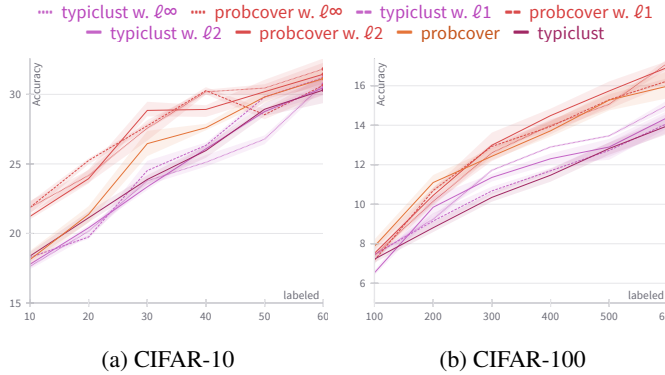 typiclust w. ℓ∞ probcover w. ℓ∞ typiclust w. ℓ1 probcover w. ℓ1
typiclust w. ℓ2 probcover w. ℓ2 probcover typiclust
Accuracy
30
25
20
15
labeled
10 20 30 40 50 60
(a) CIFAR-10
Accuracy
16
14
12
10
8
6
labeled
100 200 300 400 500
(b) CIFAR-100